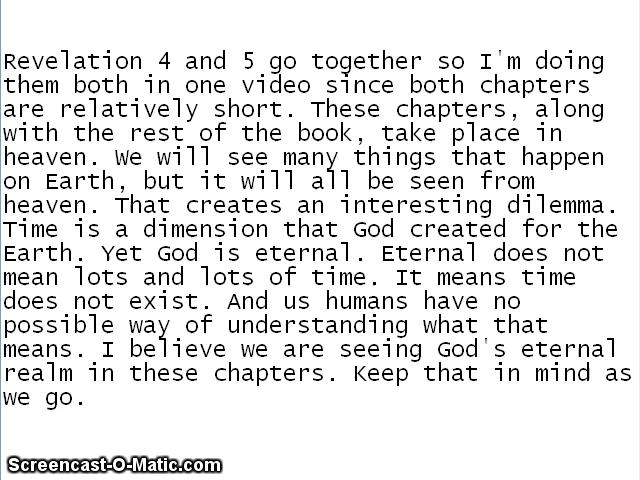 Revelation 4 and 5 go together so I'm doing
them both in one video since both chapters
are relatively short. These chapters, along
with the rest of the book, take place in
heaven. We will see many things that happen
on Earth, but it will all be seen from
heaven. That creates an interesting dilemma.
Time is a dimension that God created for the
Earth. Yet God is eternal. Eternal does not
mean lots and lots of time. It means time
does not exist. And us humans have no
possible way of understanding what that
means. I believe we are seeing God's eternal
realm in these chapters. Keep that in mind as
we go.
Screencast-O-Matic.com